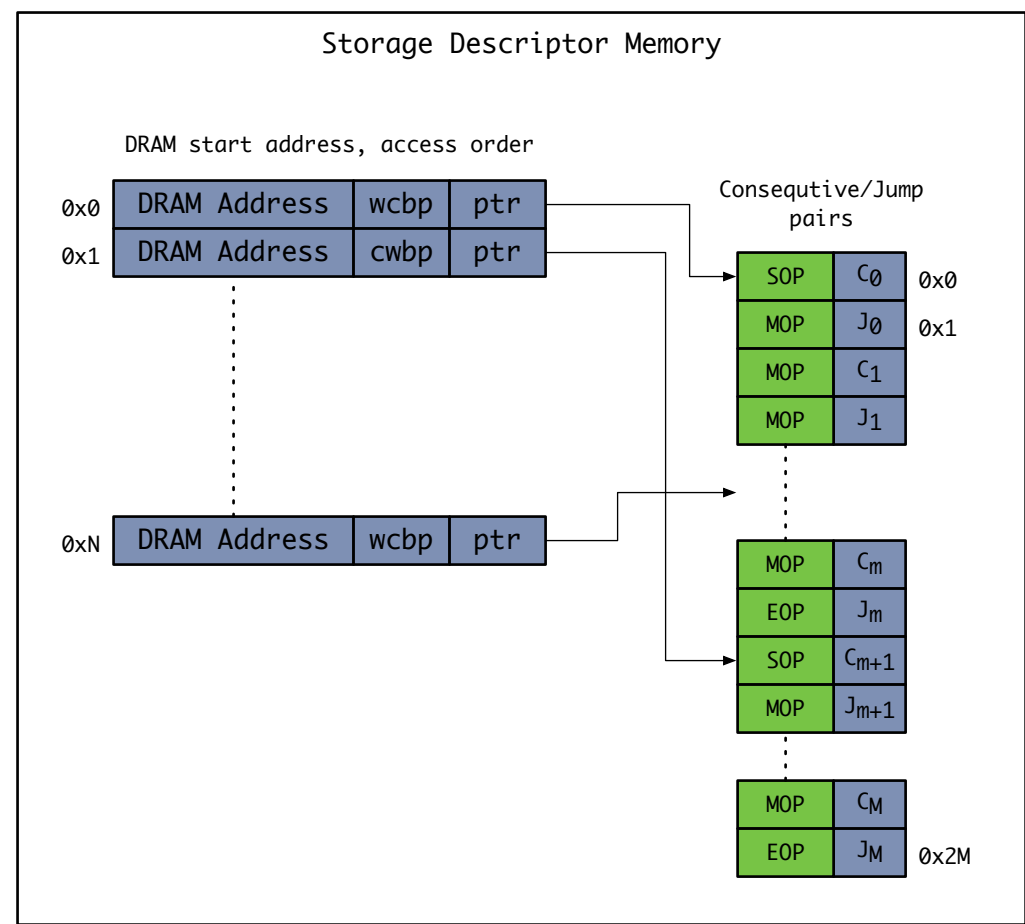 Storage Descriptor Memory
DRAM start address, access order
0x0 DRAM Address wcbp ptr
0x1 DRAM Address cwbp ptr
0xN DRAM Address wcbp ptr
Consequtive/Jump
pairs
SOP C0 0x0
MOP J0 0x1
MOP C1
MOP J1
MOP Cm
EOP Jm
SOP Cm+1
MOP Jm+1
MOP CM
EOP JM 0x2M